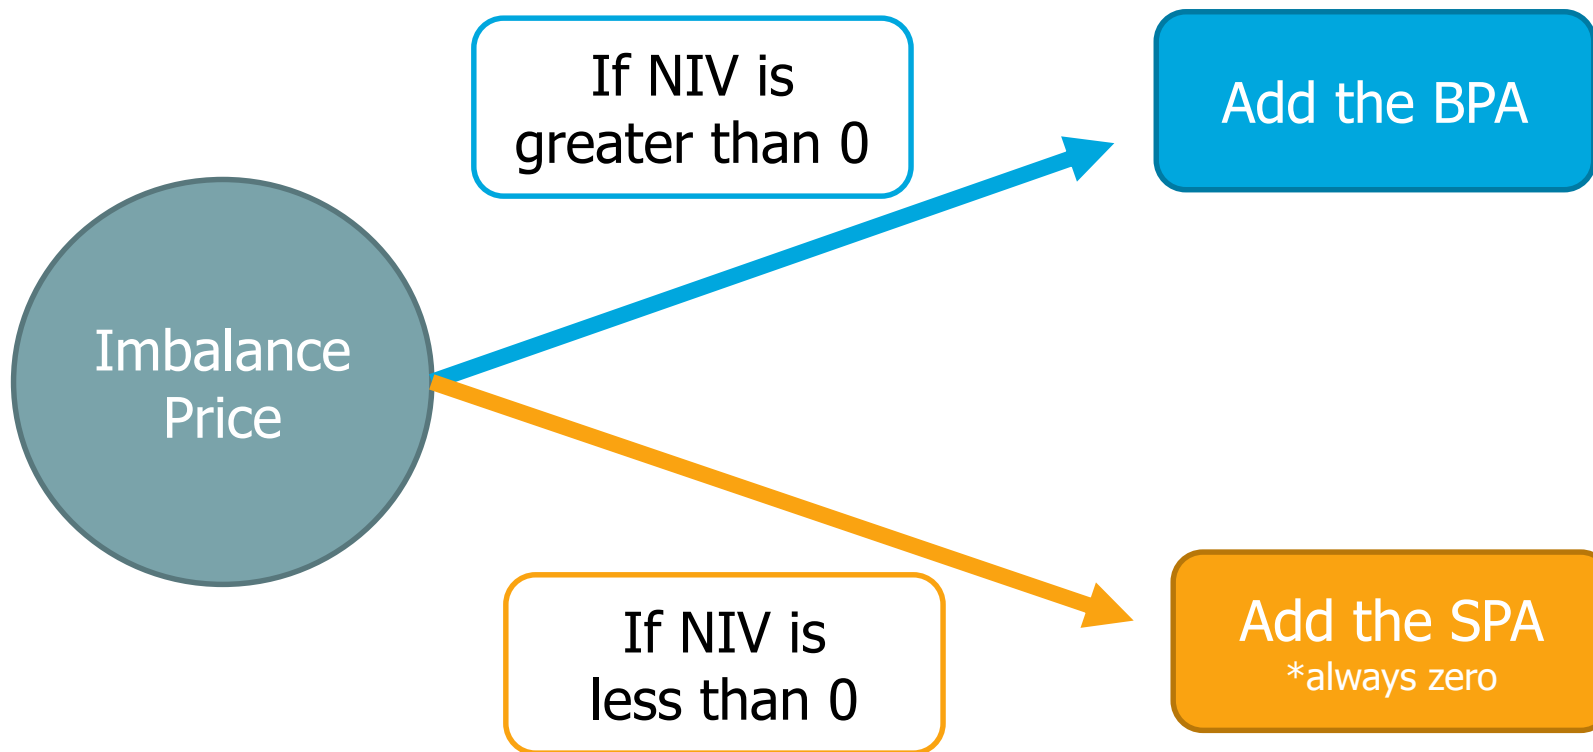 If NIV is
greater than 0
Add the BPA
Imbalance
Price
If NIV is
less than 0
Add the SPA
*always zero